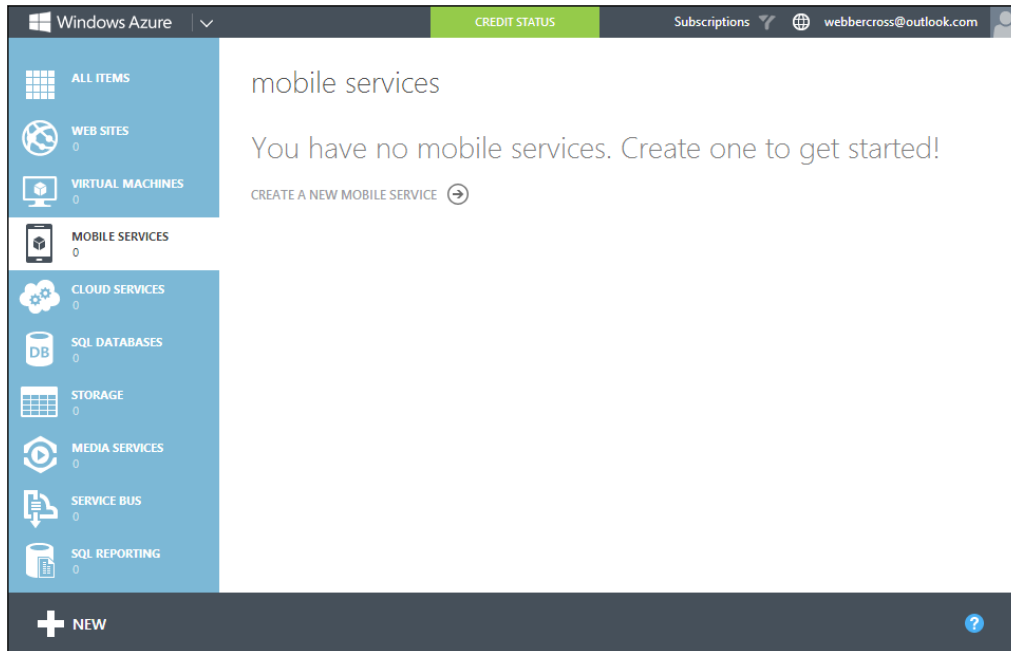 Windows Azure
CREDIT STATUS
Subscriptions
webbercross@outlook.com
ALL ITEMS
WEB SITES
0
VIRTUAL MACHINES
0
MOBILE SERVICES
0
CLOUD SERVICES
0
SQL DATABASES
0
DB
STORAGE
0
MEDIA SERVICES
0
SERVICE BUS
0
SQL REPORTING
0
mobile services
You have no mobile services. Create one to get started!
CREATE A NEW MOBILE SERVICE
NEW
?